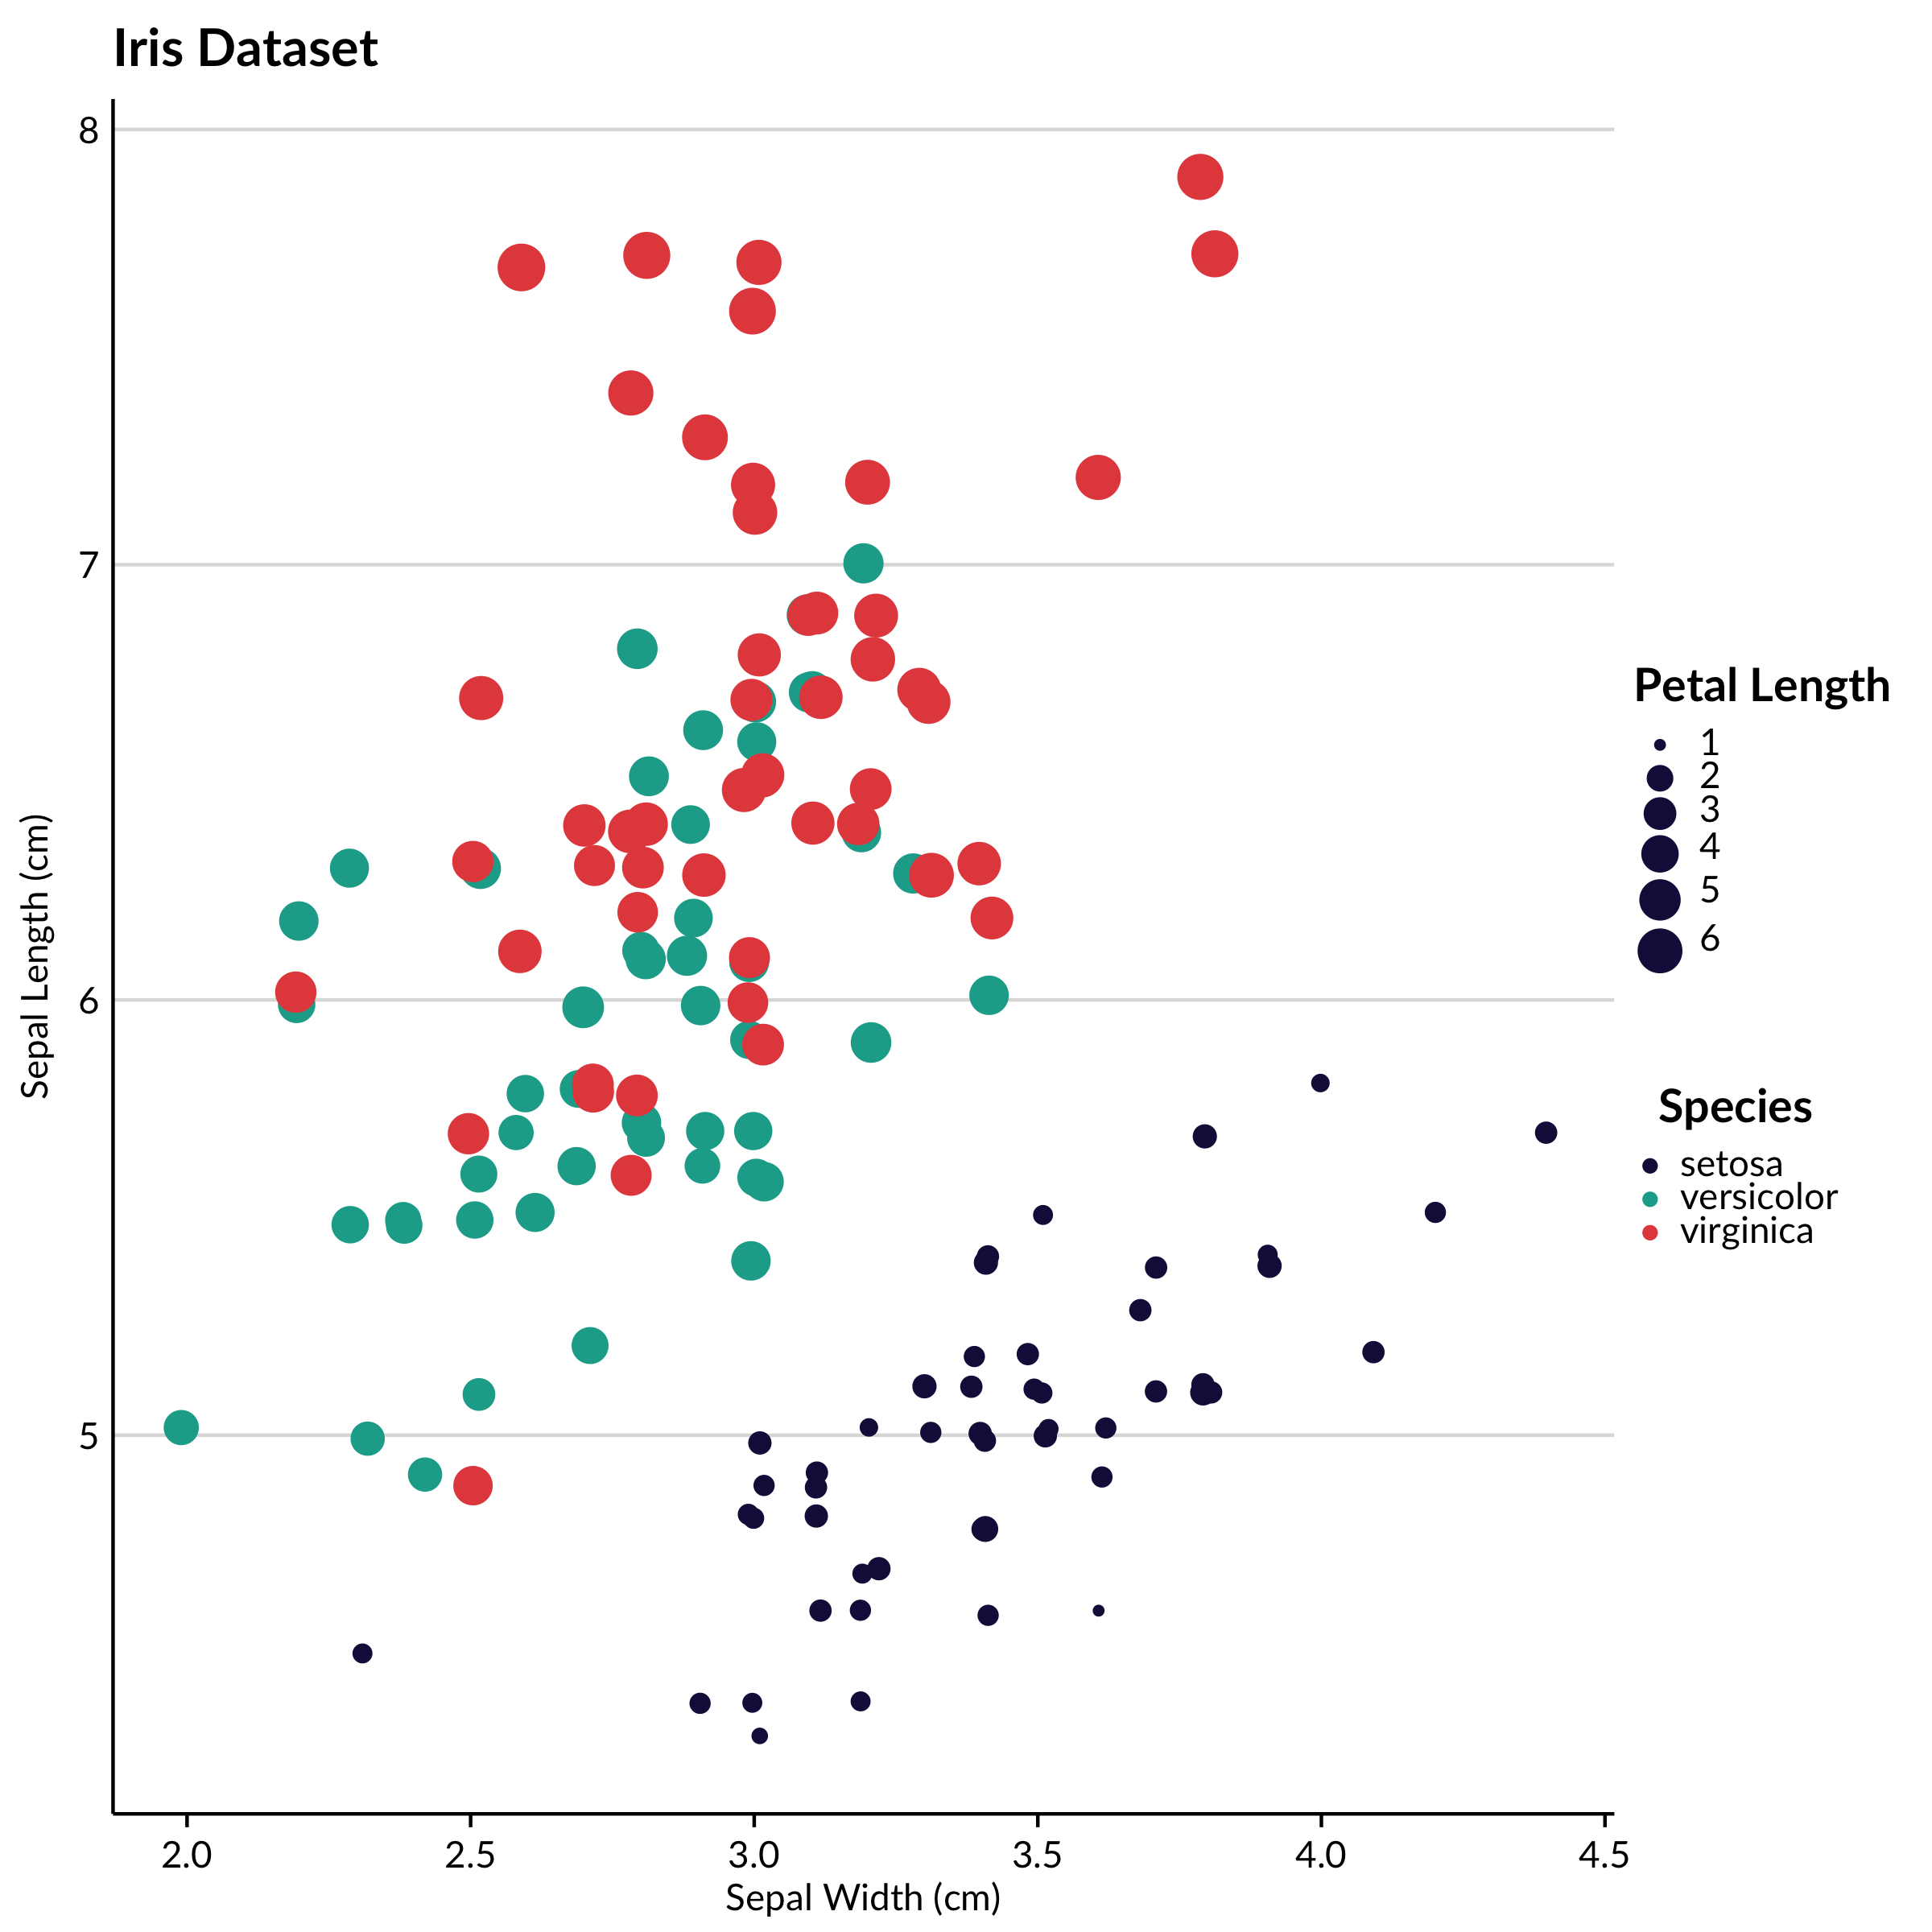 Iris Dataset
8
7
6
5
Sepal Length (cm)
2.0 2.5 3.0 3.5 4.0 4.5
Sepal Width (cm)
Petal Length
1
2
3
4
5
6
Species
setosa
versicolor
virginica